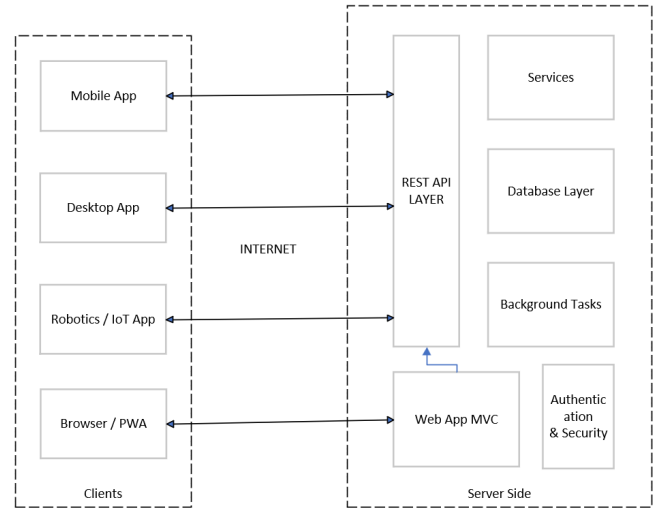 Mobile App
Desktop App
Robotics / IoT App
Browser / PWA
Clients
INTERNET
REST API
LAYER
Web App MVC
Services
Database Layer
Background Tasks
Authentic
ation
& Security
Server Side